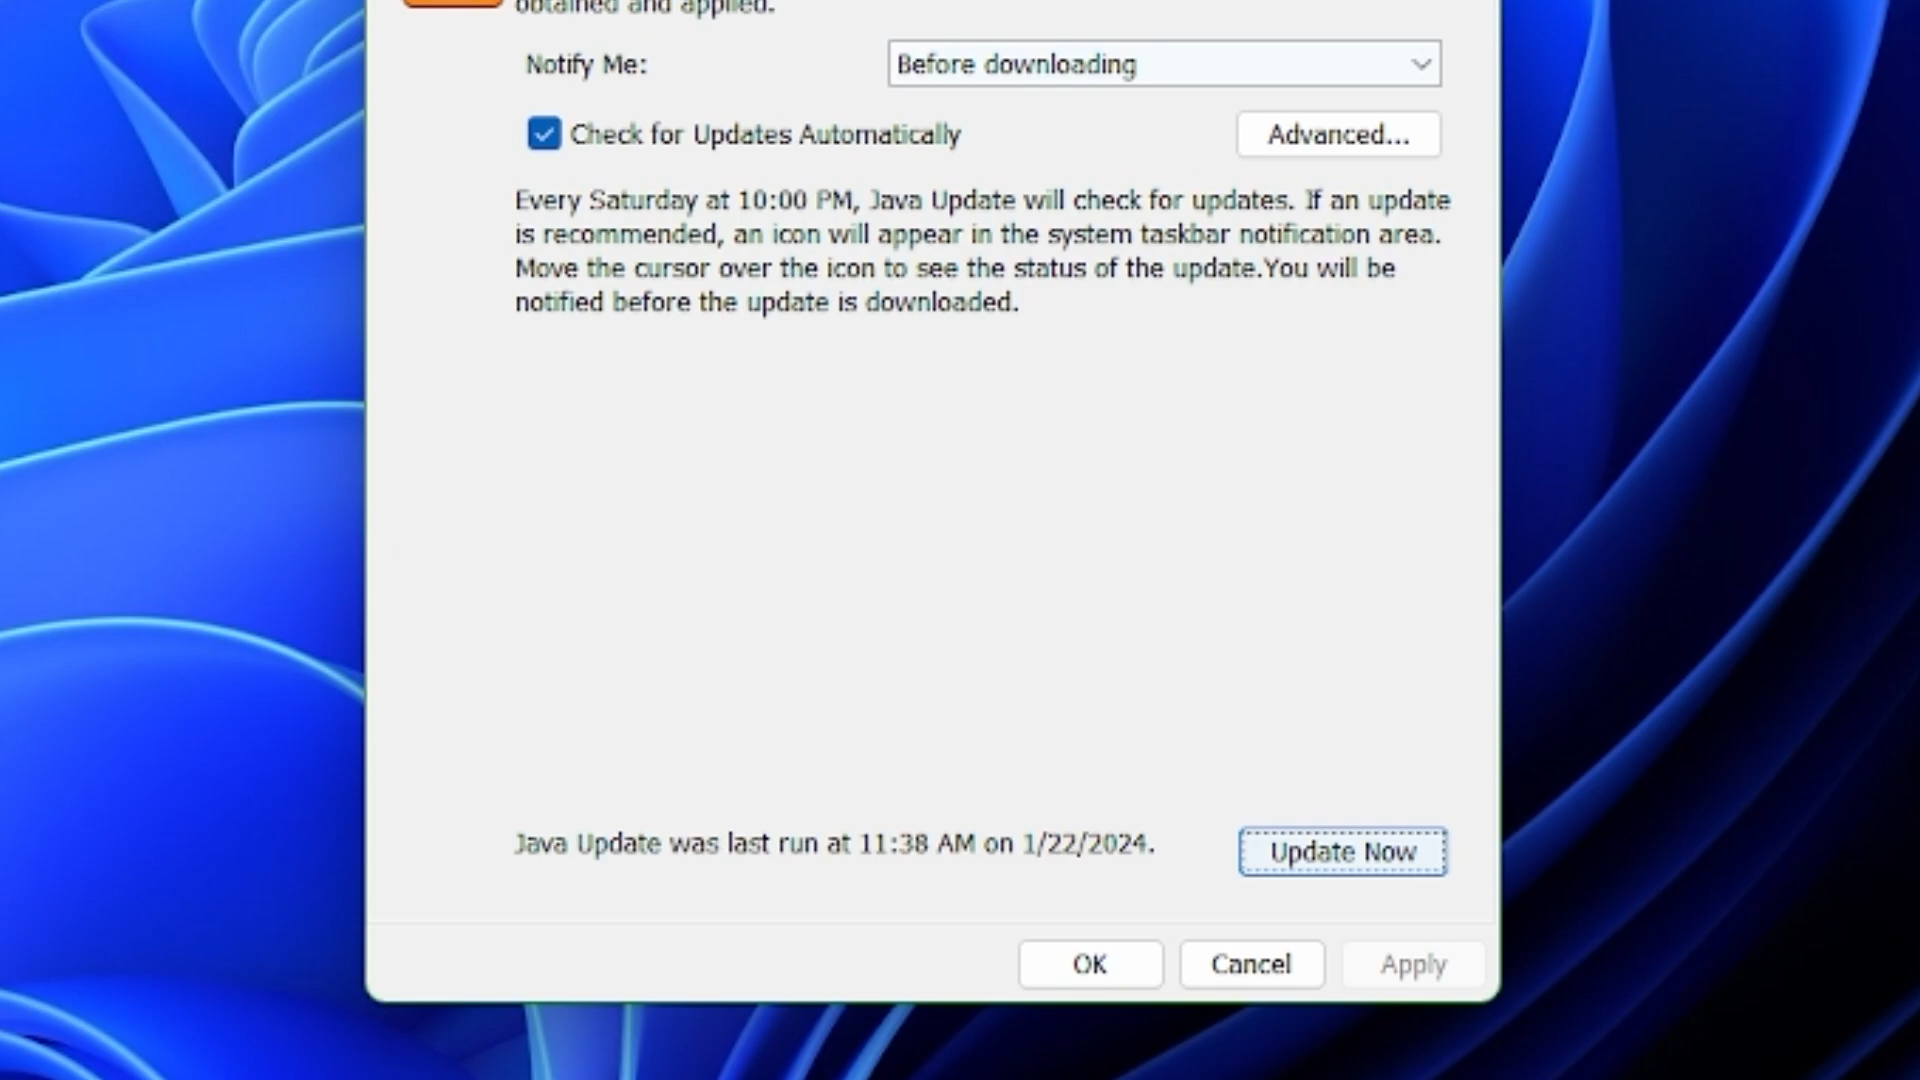 obtained and applied.
Notify Me:
Before downloading
Check for Updates Automatically
Advanced...
Every Saturday at 10:00 PM, Java Update will check for updates. If an update
is recommended, an icon will appear in the system taskbar notification area.
Move the cursor over the icon to see the status of the update.You will be
notified before the update is downloaded.
Java Update was last run at 11:38 AM on 1/22/2024.
Update Now
OK
Cancel
Apply